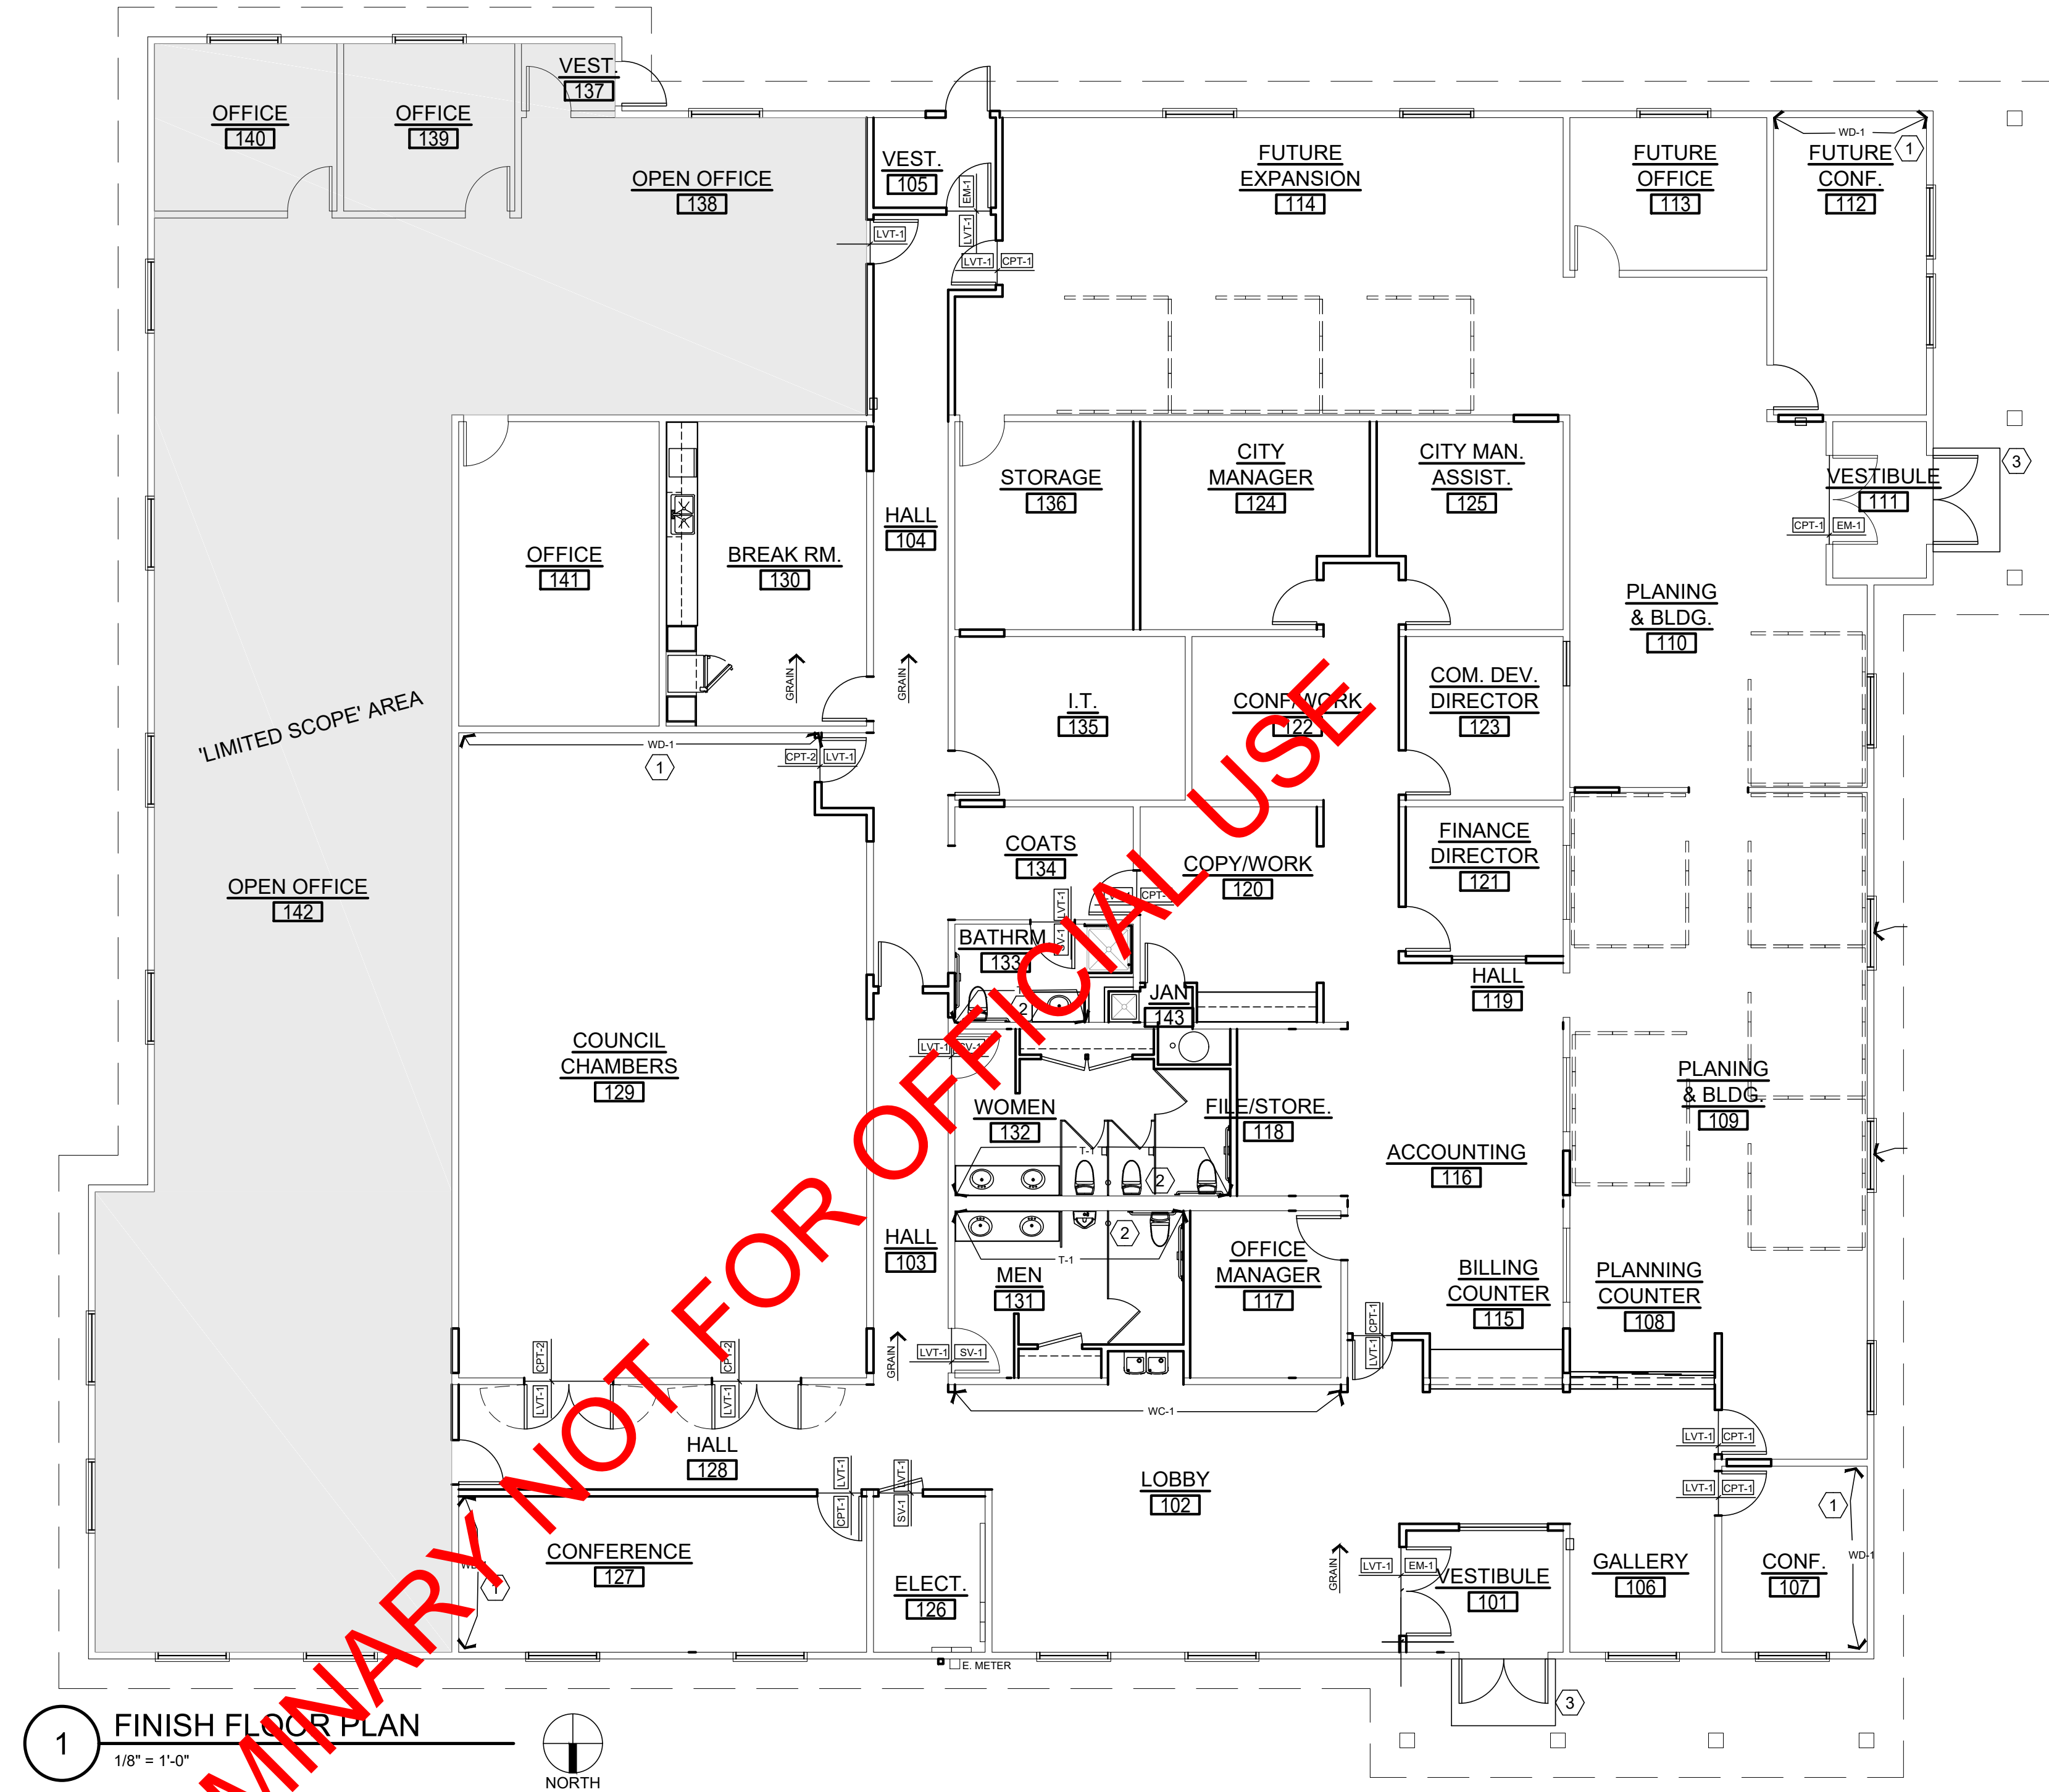 VEST.
137
OFFICE
140
OFFICE
139
OPEN OFFICE
138
VEST.
105
EM-1
LVT-1
LVT-1
LVT-1
CPT-1
FUTURE
EXPANSION
114
FUTURE
OFFICE
113
WD-1
FUTURE
CONF.
112
1
STORAGE
136
CITY
MANAGER
124
CITY MAN.
ASSIST.
125
VESTIBULE
111
3
CPT-1
EM-1
HALL
104
OFFICE
141
BREAK RM.
130
GRAIN
GRAIN
PLANING
& BLDG.
110
I.T.
135
CONF/WORK
122
COM. DEV.
DIRECTOR
123
'LIMITED SCOPE' AREA
WD-1
1
CPT-2
LVT-1
COATS
134
COPY/WORK
120
FINANCE
DIRECTOR
121
LVT-1
SV-1
OPEN OFFICE
142
BATHRM
133
2
JAN
143
HALL
119
COUNCIL
CHAMBERS
129
LVT-1
SV-1
WOMEN
132
T-1
2
FILE/STORE.
118
PLANING
& BLDG.
109
ACCOUNTING
116
HALL
103
MEN
131
T-1
2
OFFICE
MANAGER
117
BILLING
COUNTER
115
PLANNING
COUNTER
108
GRAIN
LVT-1
SV-1
CPT-1
LVT-1
CPT-2
LVT-1
CPT-2
LVT-1
WC-1
HALL
128
LVT-1
CPT-1
LVT-1
SV-1
LOBBY
102
LVT-1
CPT-1
LVT-1
CPT-1
1
WD-1
CONFERENCE
127
1
ELECT.
126
GRAIN
LVT-1
EM-1
VESTIBULE
101
GALLERY
106
CONF.
107
E. METER
3
1
FINISH FLOOR PLAN
1/8" = 1'-0"
NORTH
MINARY NOT FOR OFFICIAL USE